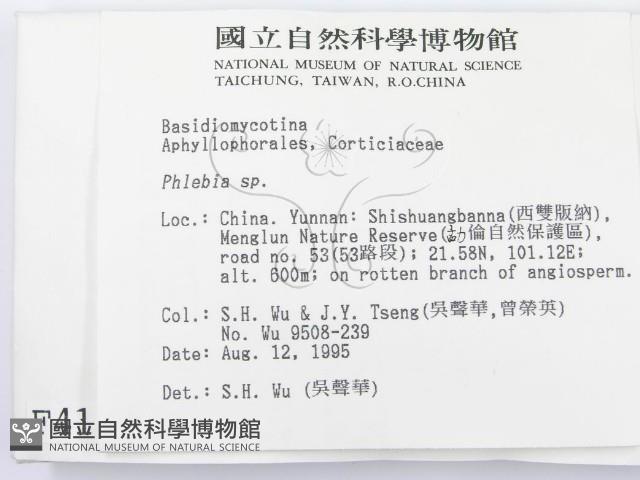 國立自然科學博物館
NATIONAL MUSEUM OF NATURAL SCIENCE
TAICHUNG, TAIWAN, R.O.CHINA
Basidiomycotina
Aphyllophorales, Corticiaceae
Phlebia sp.
Loc.: China. Yunnan: Shishuangbanna(西雙版納),
Menglun Nature Reserve(倫自然保護區),
road no. 53(53路段); 21.58N, 101.12E;
alt. 600m; on rotten branch of angiosperm.
Col.: S.H. Wu & J.Y. Tseng(吳聲華,曾榮英)
No. Wu 9508-239
Date: Aug. 12, 1995
Det.: S.H. Wu (吳聲華)
F41
國立自然科學博物館
NATIONAL MUSEUM OF NATURAL SCIENCE